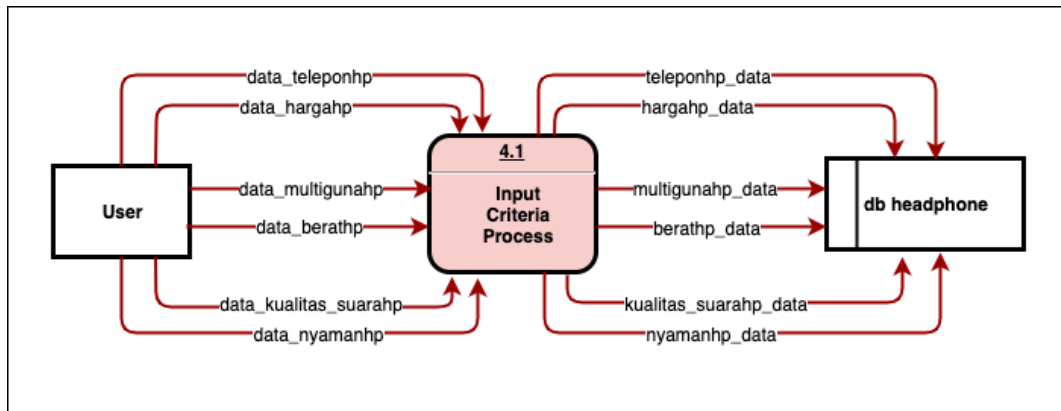 data_teleponhp
teleponhp_data
data_hargahp
hargahp_data
4.1
User
data_multigunahp
Input
Criteria
Process
multigunahp_data
db headphone
data_berathp
berathp_data
data_kualitas_suarahp
kualitas_suarahp_data
data_nyamanhp
nyamanhp_data